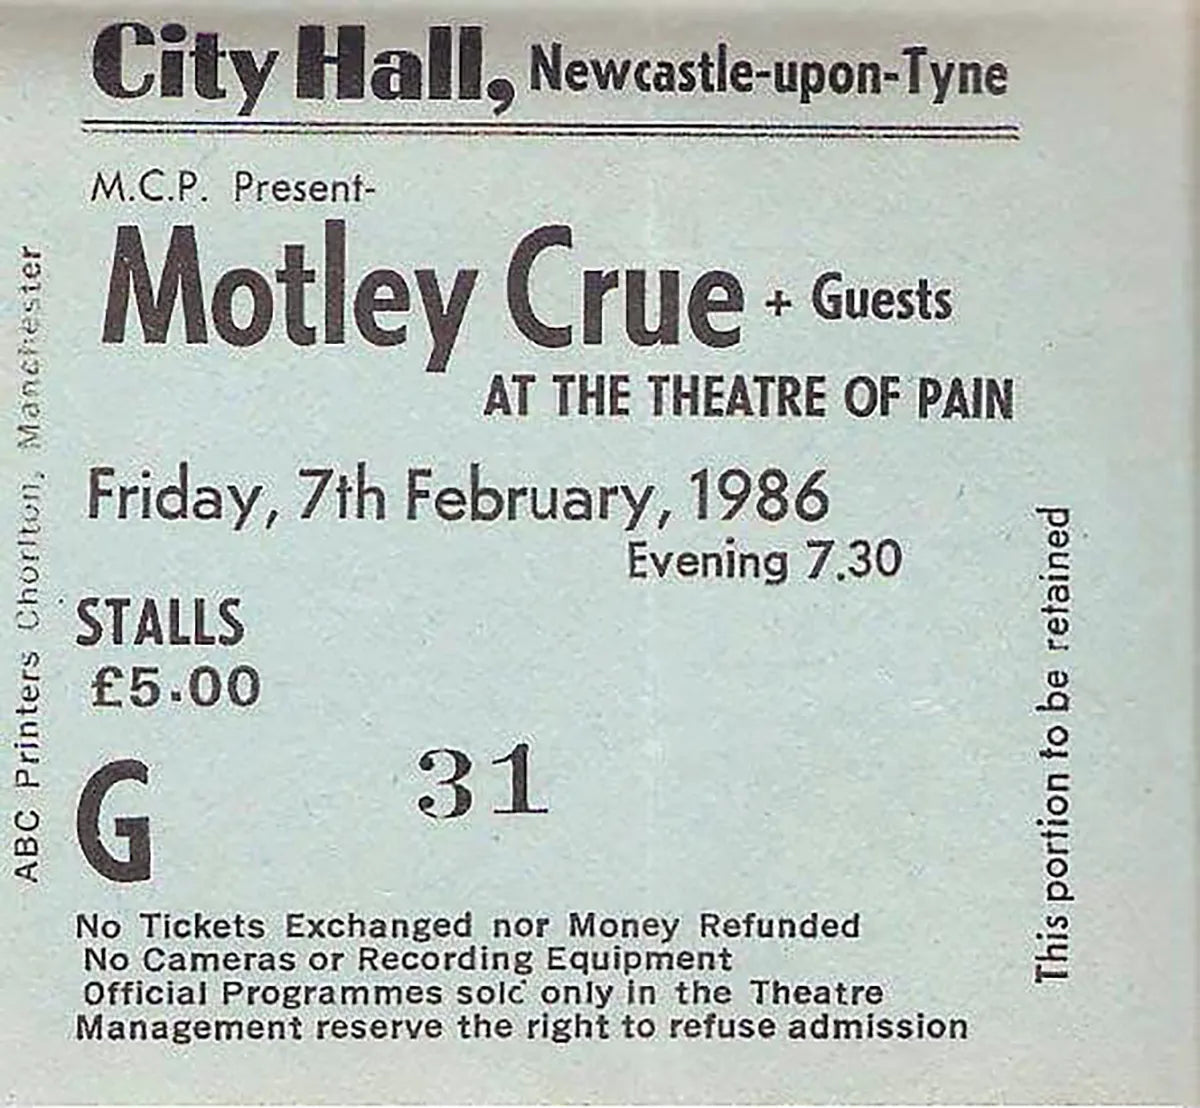 City Hall, Newcastle-upon-Tyne
M.C.P. Present-
Motley Crue + Guests
AT THE THEATRE OF PAIN
Friday, 7th February, 1986
Evening 7.30
STALLS
£5.00
G 31
No Tickets Exchanged nor Money Refunded
No Cameras or Recording Equipment
Official Programmes sold only in the Theatre
Management reserve the right to refuse admission
This portion to be retained
ABC Printers Chorlton, Manchester